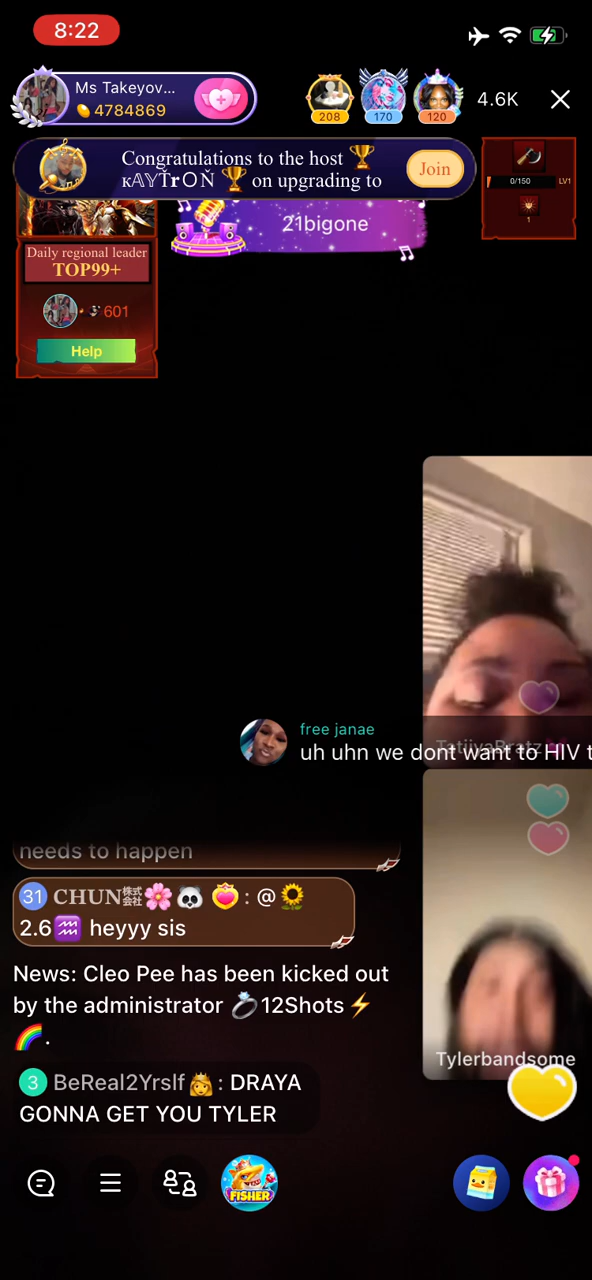 8:22
Ms Takeyov...
4784869
208
170
120
4.6K
Congratulations to the host 🏆
ĸ𝔸𝕐Ť𝐫ＯŇ 🏆 on upgrading to
Join
0/150
LV1
1
21bigone
Daily regional leader
TOP99+
601
Help
free janae
uh uhn we dont want to HIV t
TatiiyaBratz
needs to happen
31 CHUN㍿🌸🐼 : @🌻
2.6♒ heyyy sis
News: Cleo Pee has been kicked out
by the administrator 💍12Shots⚡
🌈.
Tylerbandsome
3 BeReal2Yrslf👸 : DRAYA
GONNA GET YOU TYLER
FISHER